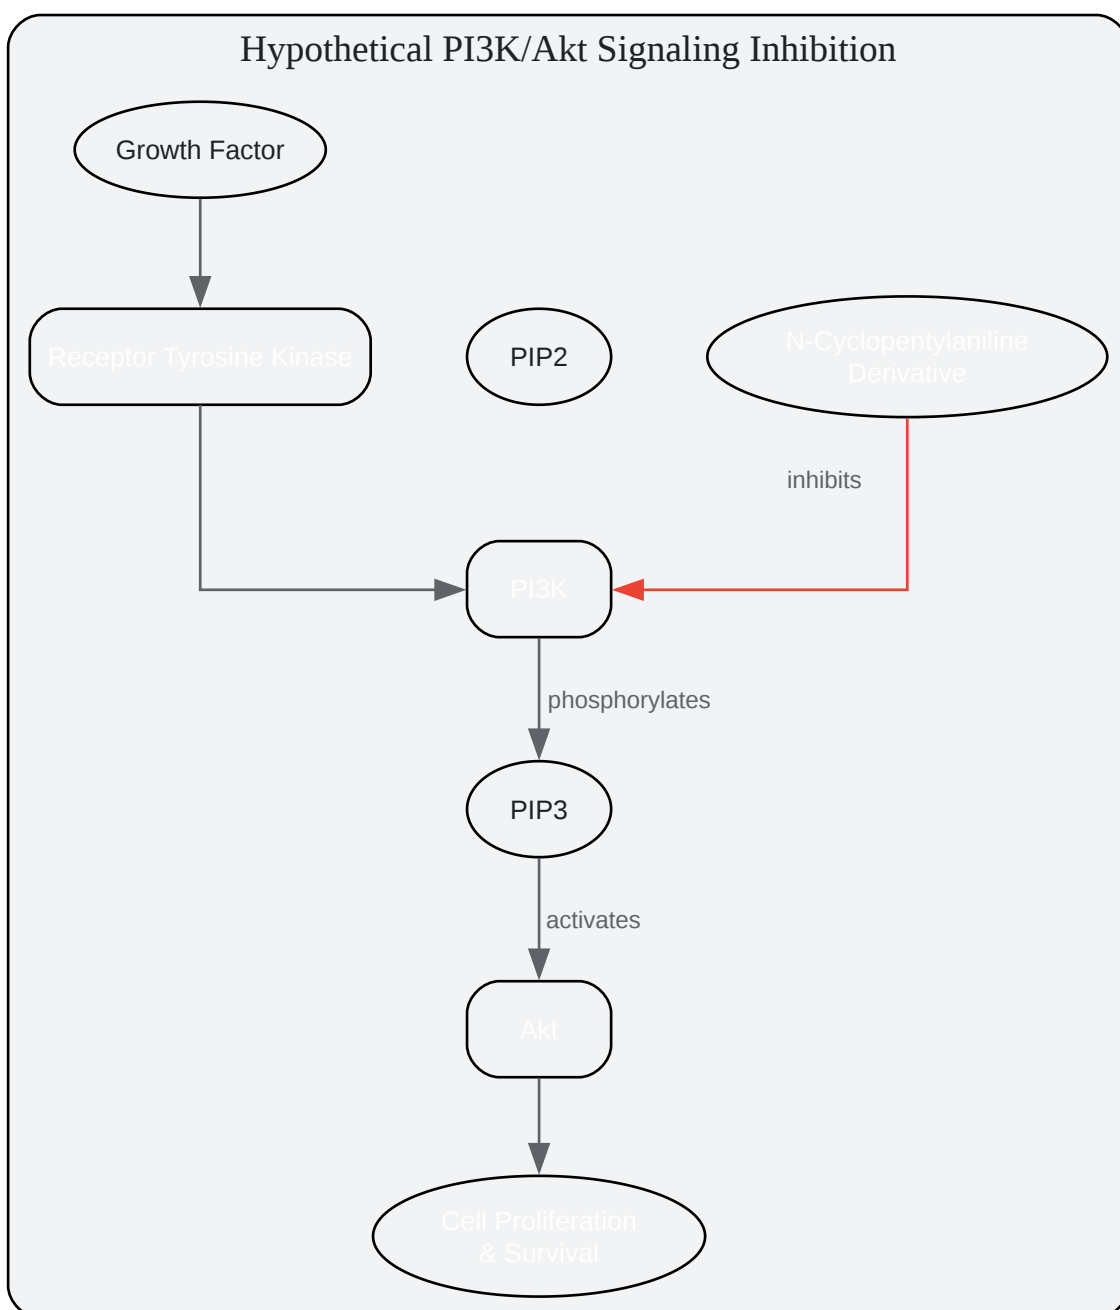 Hypothetical PI3K/Akt Signaling Inhibition
Growth Factor
Receptor Tyrosine Kinase
PIP2
N-Cyclopentylaniline
Derivative
inhibits
PI3K
phosphorylates
PIP3
activates
Akt
Cell Proliferation
& Survival